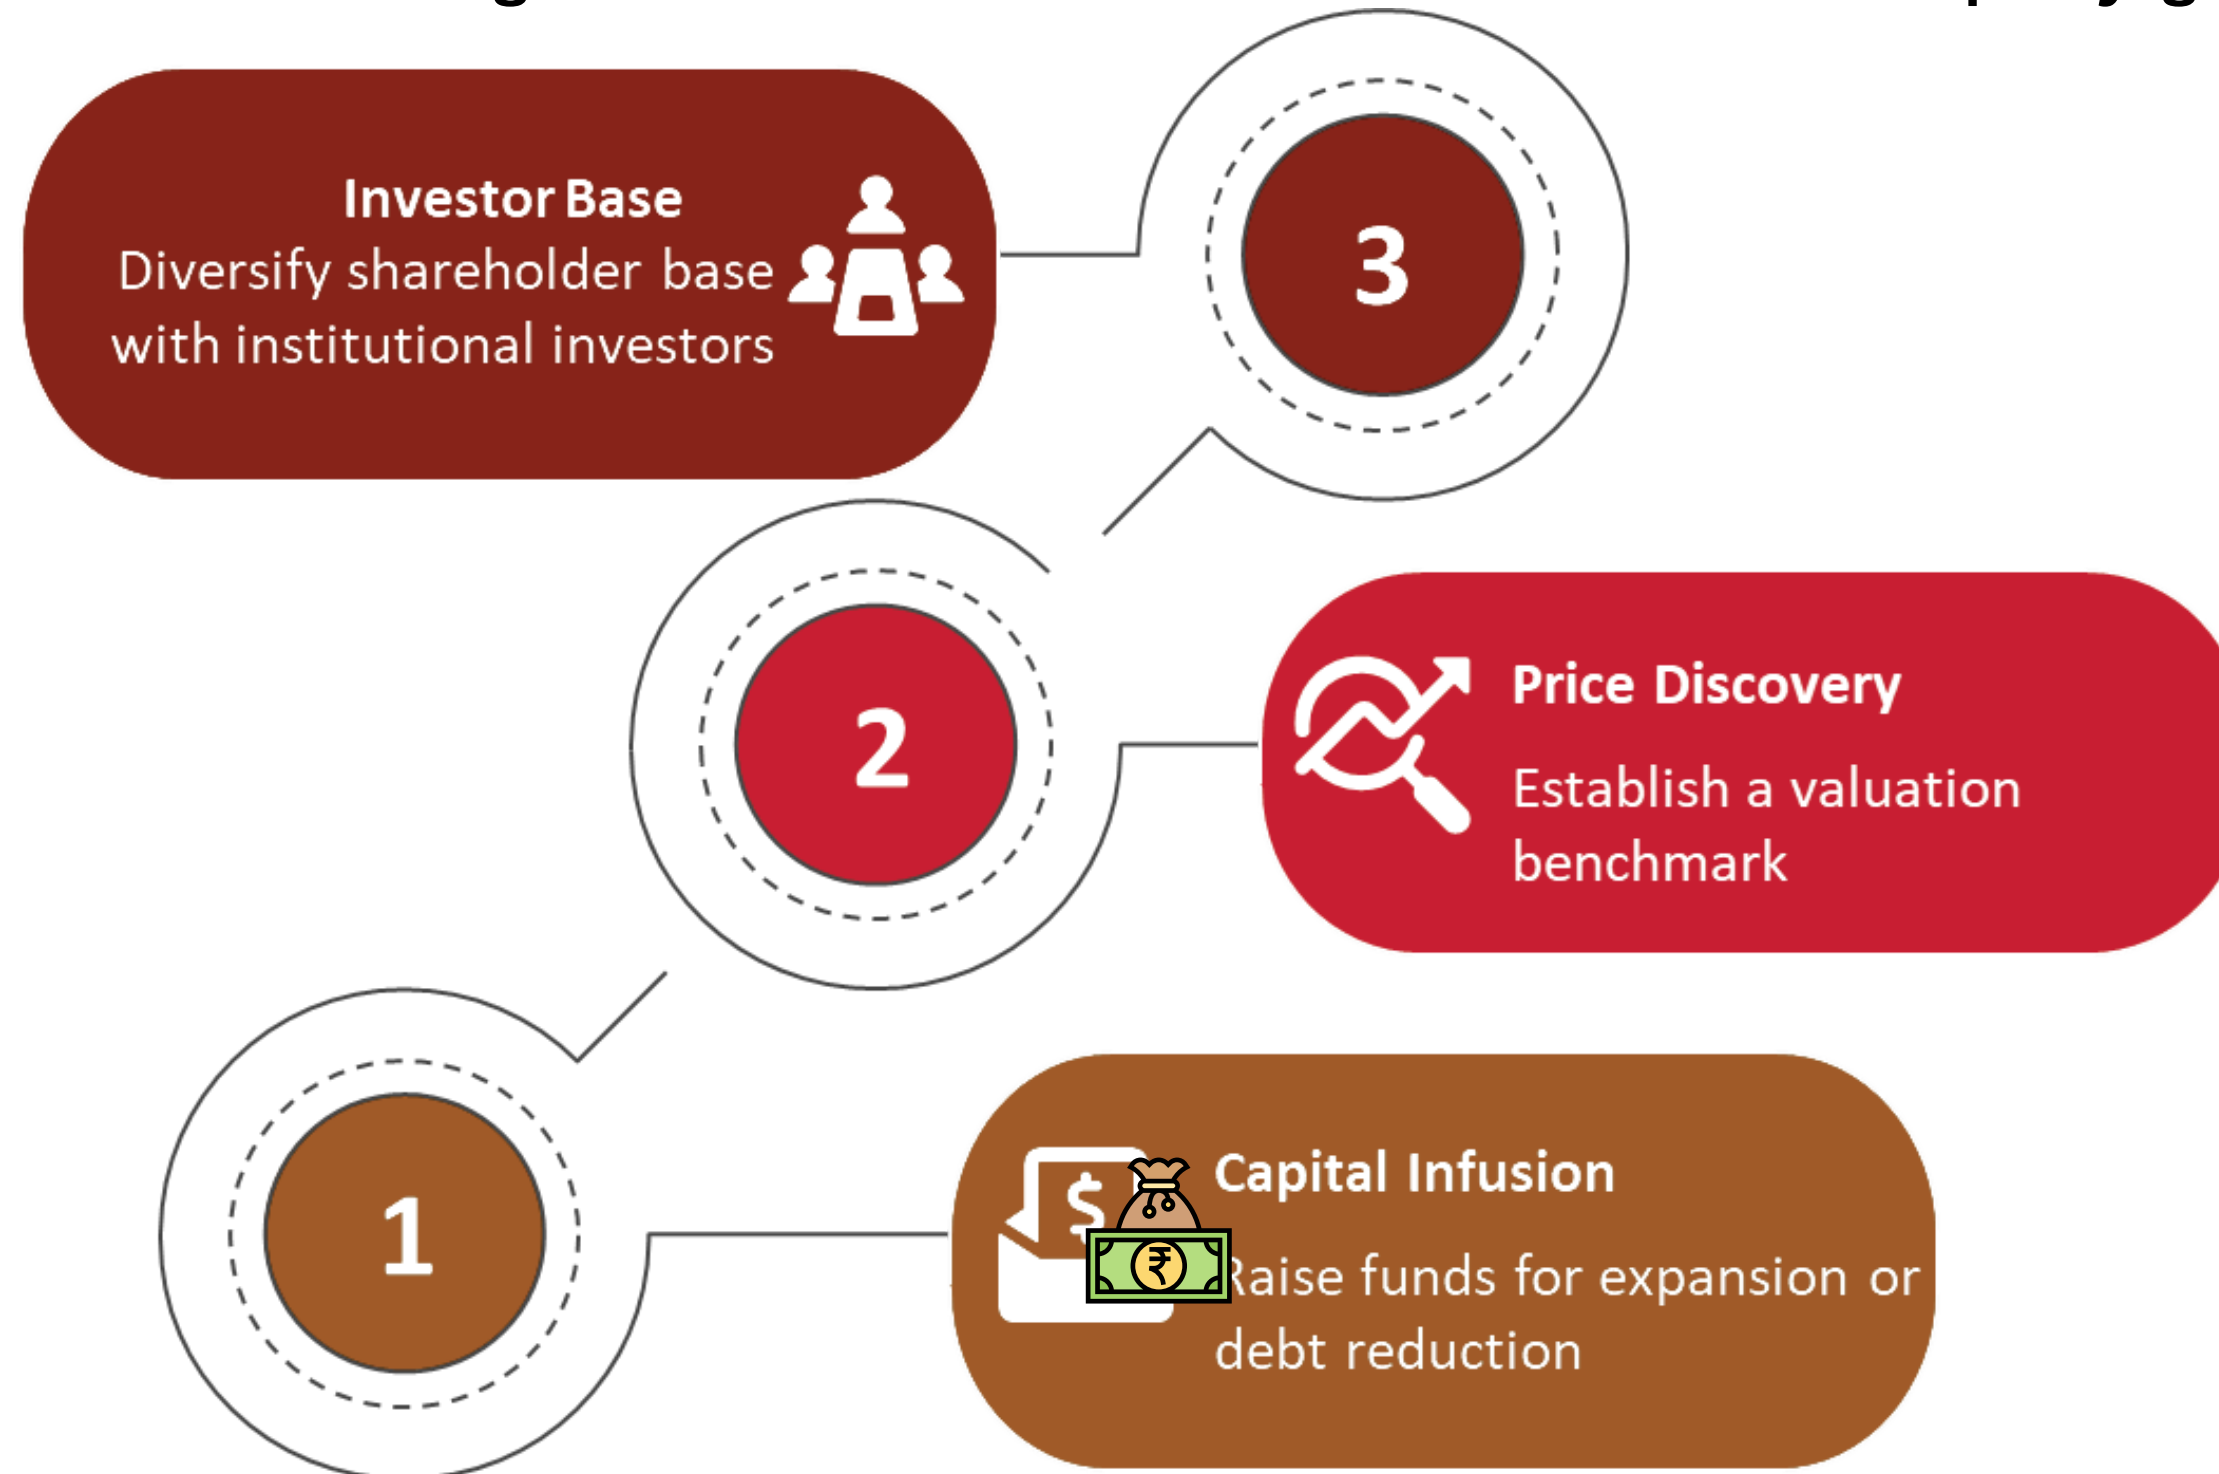 Investor Base
Diversify shareholder base
with institutional investors
3
2
Price Discovery
Establish a valuation
benchmark
1
$
₹
Capital Infusion
Raise funds for expansion or
debt reduction